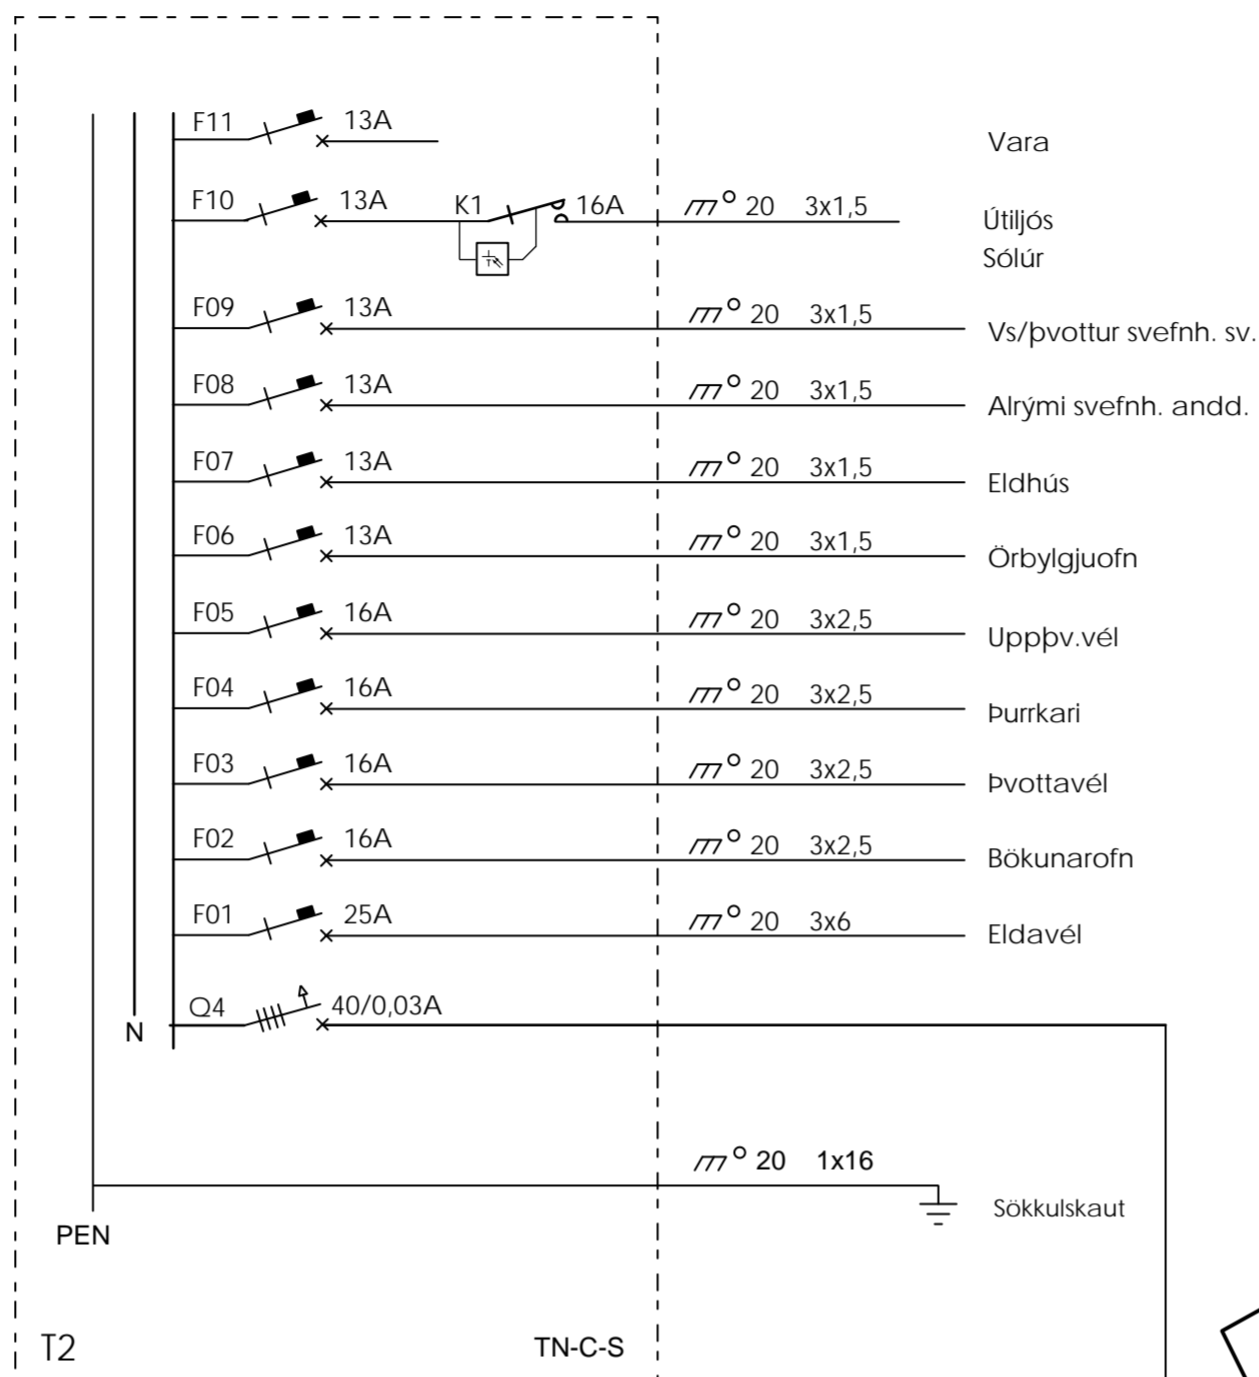 F11 13A Vara
F10 13A K1 16A 20 3x1,5 Útiljós
Sólúr
F09 13A 20 3x1,5 Vs/þvottur svefnh. sv.
F08 13A 20 3x1,5 Alrými svefnh. andd.
F07 13A 20 3x1,5 Eldhús
F06 13A 20 3x1,5 Örbylgjuofn
F05 16A 20 3x2,5 Uppþv.vél
F04 16A 20 3x2,5 Þurrkari
F03 16A 20 3x2,5 Þvottavél
F02 16A 20 3x2,5 Bökunarofn
F01 25A 20 3x6 Eldavél
Q4 40/0,03A
N
20 1x16
Sökkulskaut
PEN
T2 TN-C-S